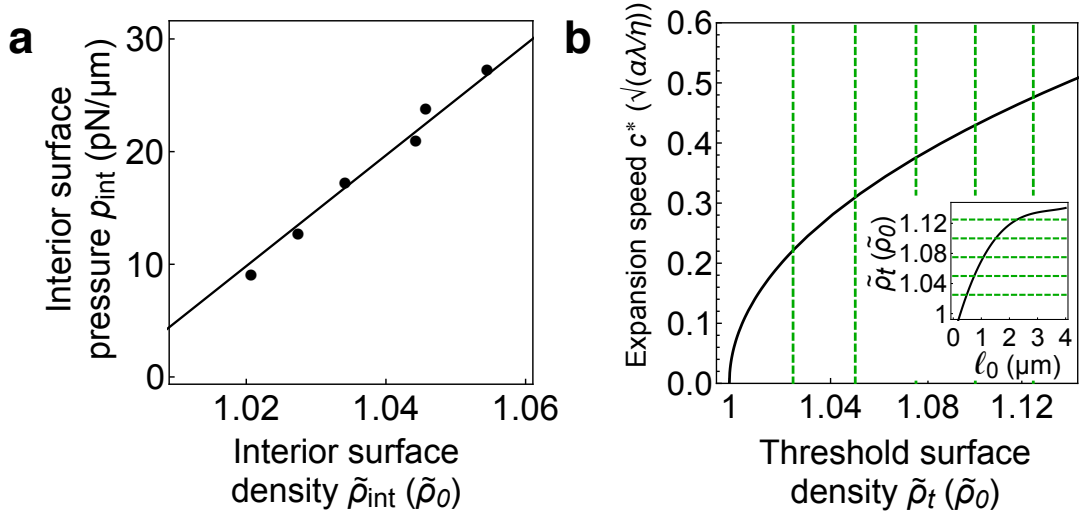 a
Interior surface
pressure p_int (pN/μm)
30
20
10
0
1.02
1.04
1.06
Interior surface
density ρ̃_int (ρ̃_0)
b
Expansion speed c* (√(αλ/η))
0.6
0.5
0.4
0.3
0.2
0.1
0.0
1
1.04
1.08
1.12
Threshold surface
density ρ̃_t (ρ̃_0)
ρ̃_t (ρ̃_0)
1.12
1.08
1.04
1
0 1 2 3 4
ℓ_0 (μm)